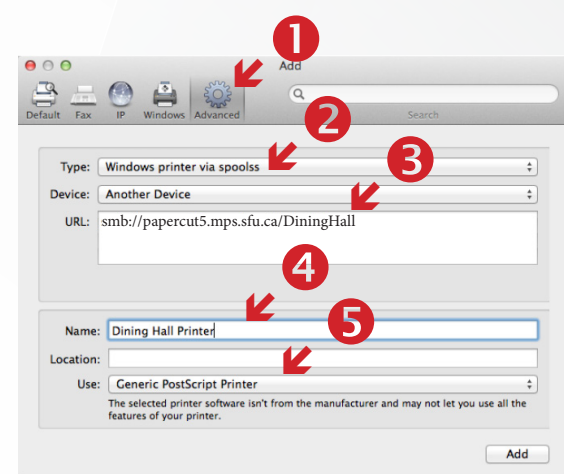 1
Add
Default Fax IP Windows Advanced
Search
2
3
Type: Windows printer via spoolss
Device: Another Device
URL: smb://papercut5.mps.sfu.ca/DiningHall
4
5
Name: Dining Hall Printer
Location:
Use: Generic PostScript Printer
The selected printer software isn't from the manufacturer and may not let you use all the
features of your printer.
Add